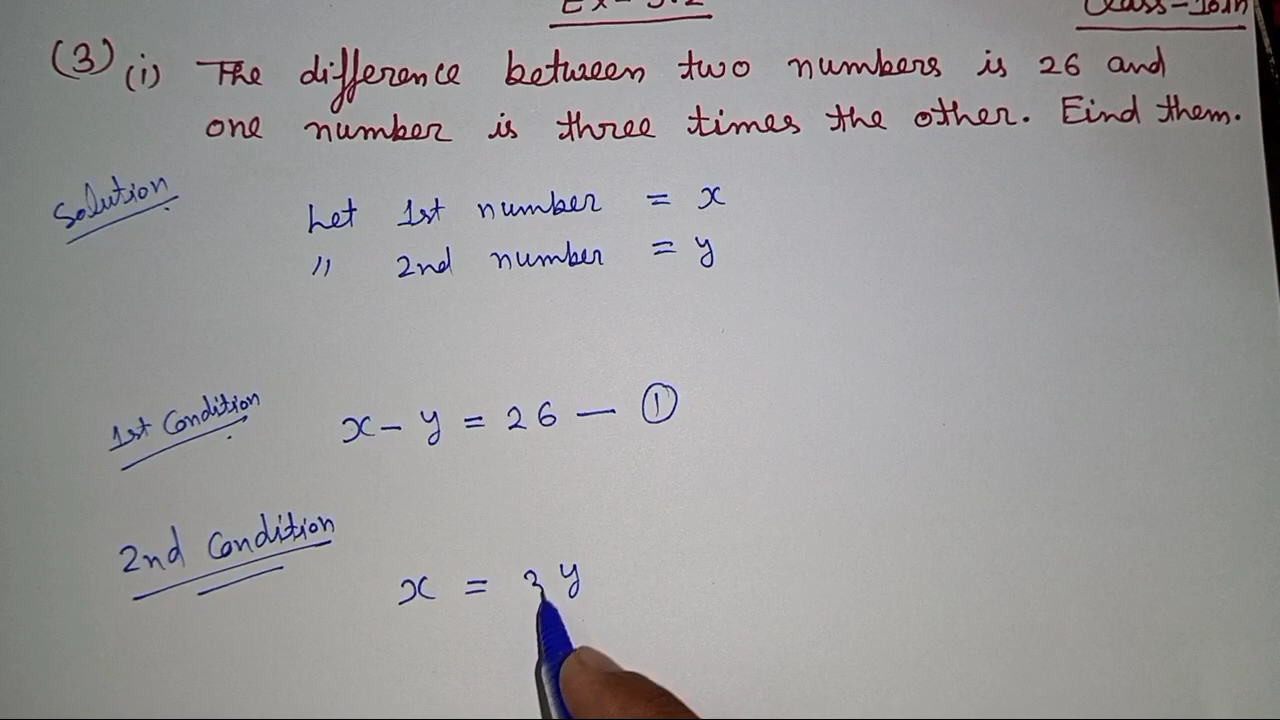 (3) (i) The difference between two numbers is 26 and
one number is three times the other. Eind them.
Solution
Let 1st number = x
" 2nd number = y
1st Condition x - y = 26 — ①
2nd Condition
x = 3y